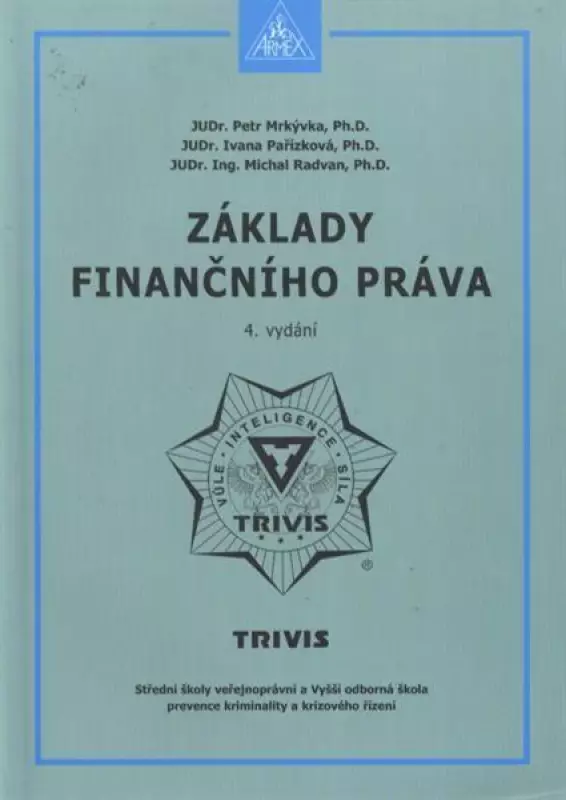 ARMEX
JUDr. Petr Mrkývka, Ph.D.
JUDr. Ivana Pařízková, Ph.D.
JUDr. Ing. Michal Radvan, Ph.D.
ZÁKLADY
FINANČNÍHO PRÁVA
4. vydání
VŮLE · INTELIGENCE · SÍLA
TRIVIS
®
TRIVIS
Střední školy veřejnoprávní a Vyšší odborná škola
prevence kriminality a krizového řízení